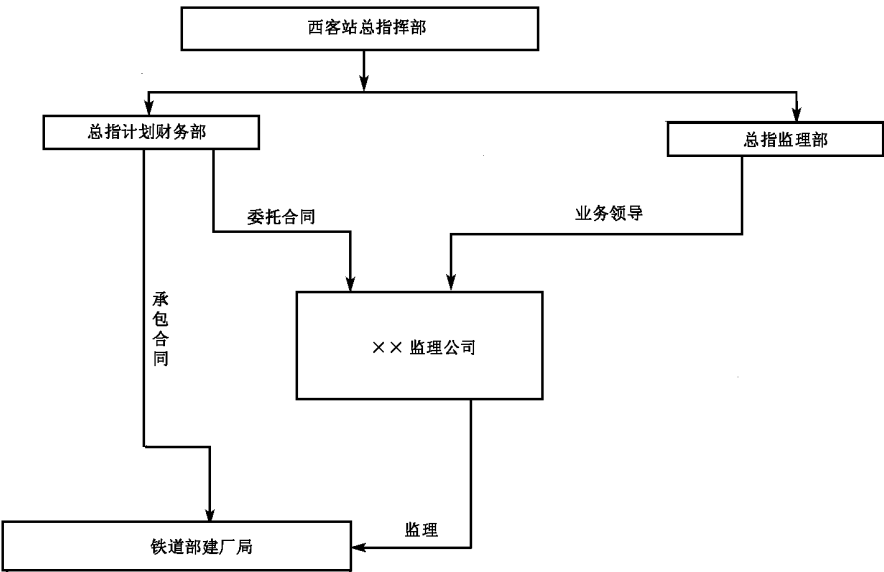 西客站总指挥部
总指计划财务部
总指监理部
委托合同
业务领导
承包合同
×× 监理公司
监理
铁道部建厂局